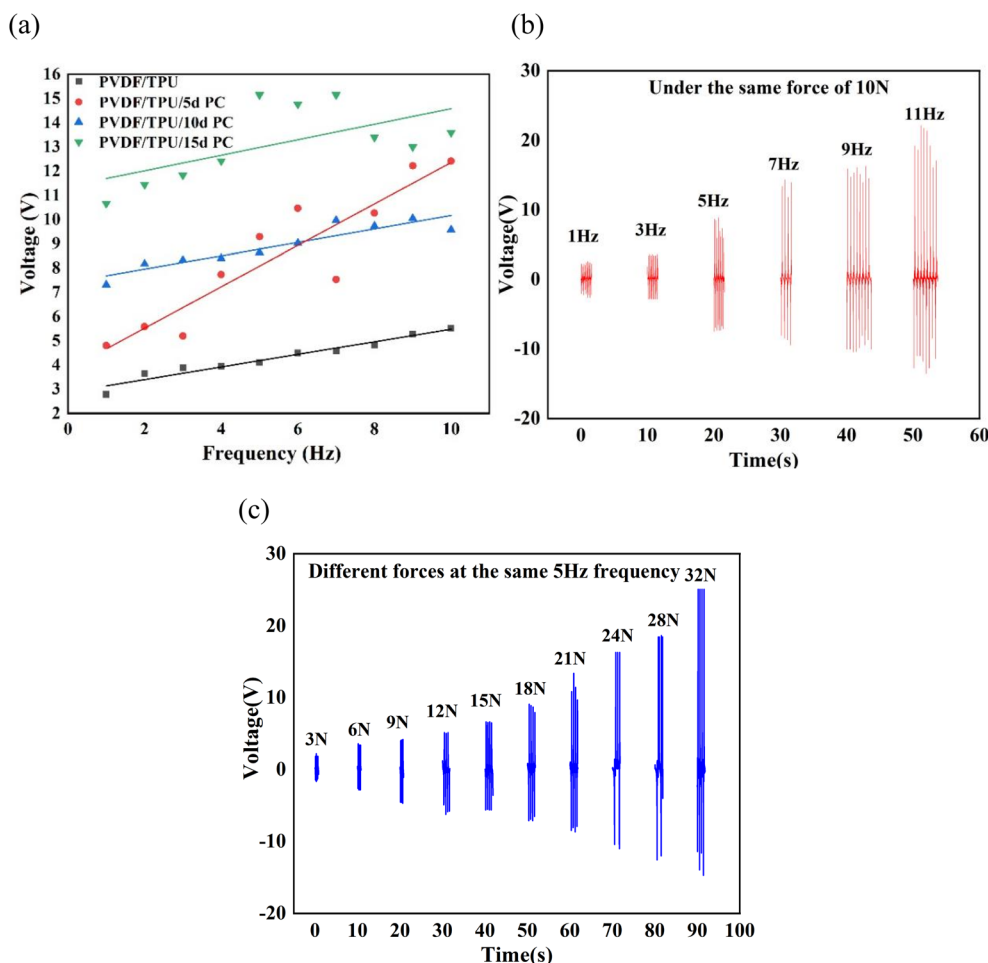 (a)
16
15
14
13
12
11
10
9
8
7
6
5
4
3
2
Voltage (V)
PVDF/TPU
PVDF/TPU/5d PC
PVDF/TPU/10d PC
PVDF/TPU/15d PC
0
2
4
6
8
10
Frequency (Hz)
(b)
30
20
10
0
-10
-20
Voltage(V)
Under the same force of 10N
1Hz
3Hz
5Hz
7Hz
9Hz
11Hz
0
10
20
30
40
50
60
Time(s)
(c)
30
20
10
0
-10
-20
Voltage(V)
Different forces at the same 5Hz frequency
3N
6N
9N
12N
15N
18N
21N
24N
28N
32N
0
10
20
30
40
50
60
70
80
90
100
Time(s)